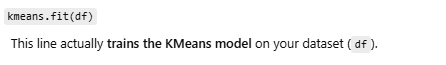 kmeans.fit(df)
This line actually trains the KMeans model on your dataset ( df ).